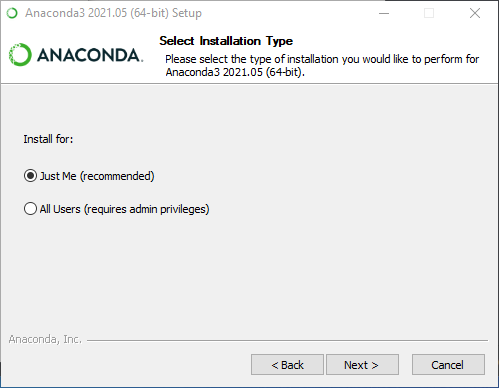 Anaconda3 2021.05 (64-bit) Setup
ANACONDA.
Select Installation Type
Please select the type of installation you would like to perform for
Anaconda3 2021.05 (64-bit).
Install for:
Just Me (recommended)
All Users (requires admin privileges)
Anaconda, Inc.
< Back Next > Cancel